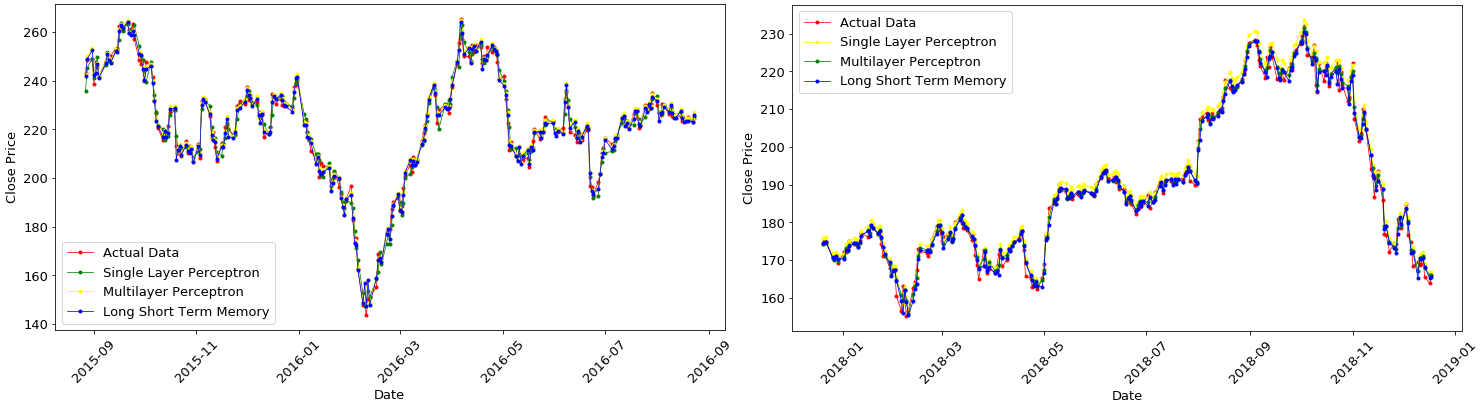 260
240
220
200
180
160
140
Close Price
Actual Data
Single Layer Perceptron
Multilayer Perceptron
Long Short Term Memory
2015-09
2015-11
2016-01
2016-03
2016-05
2016-07
2016-09
Date
230
220
210
200
190
180
170
160
Close Price
Actual Data
Single Layer Perceptron
Multilayer Perceptron
Long Short Term Memory
2018-01
2018-03
2018-05
2018-07
2018-09
2018-11
2019-01
Date